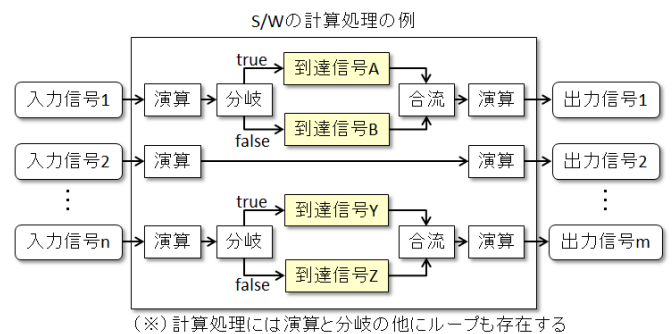 S/Wの計算処理の例
入力信号1
演算
分岐
true
false
到達信号A
到達信号B
合流
演算
出力信号1
入力信号2
演算
演算
出力信号2
⋮
⋮
入力信号n
演算
分岐
true
false
到達信号Y
到達信号Z
合流
演算
出力信号m
(※)計算処理には演算と分岐の他にループも存在する